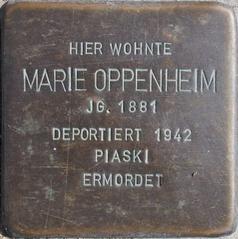 HIER WOHNTE
MARIE OPPENHEIM
JG. 1881
DEPORTIERT 1942
PIASKI
ERMORDET